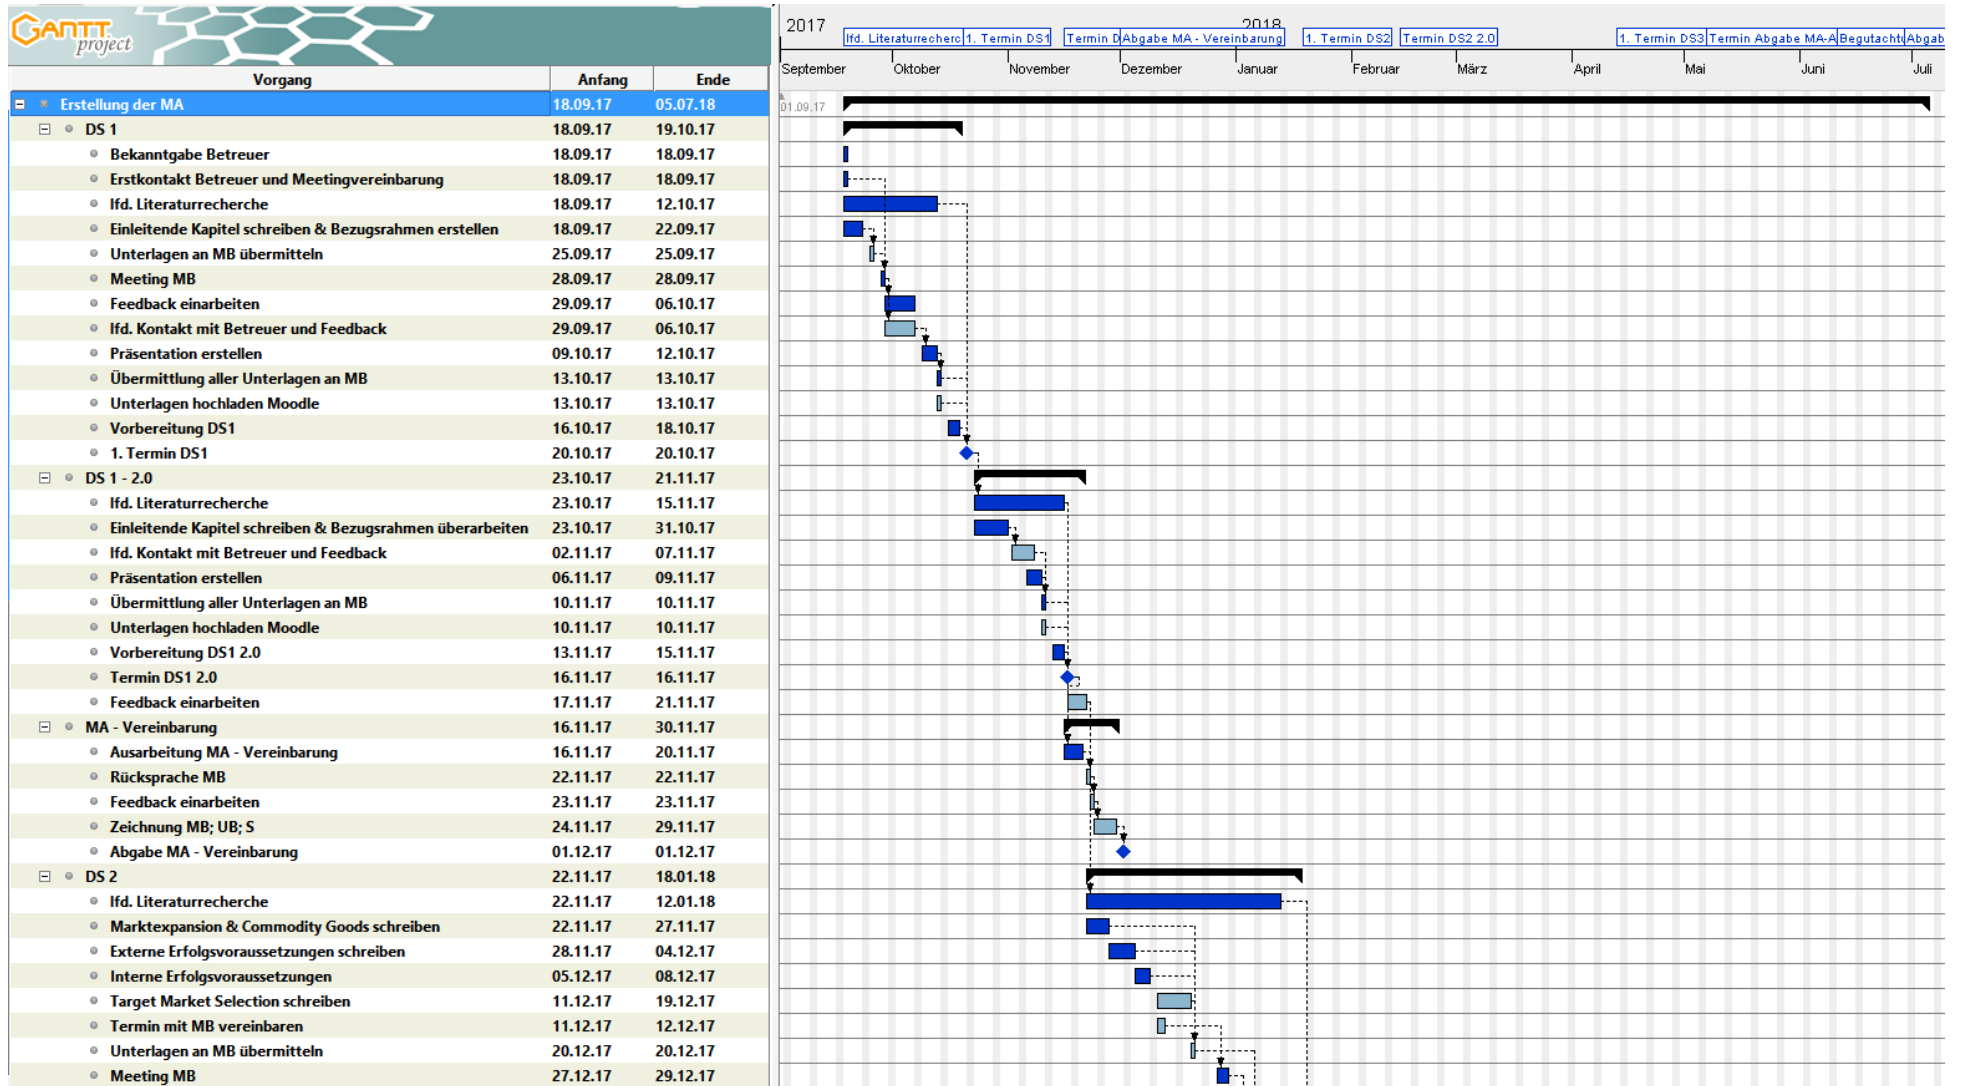 GANTT
project
2017
2018
lfd. Literaturrecherc
1. Termin DS1
Termin D
Abgabe MA - Vereinbarung
1. Termin DS2
Termin DS2 2.0
1. Termin DS3
Termin Abgabe MA-A
Begutacht
Abgab
Vorgang Anfang Ende
September Oktober November Dezember Januar Februar März April Mai Juni Juli
01.09.17
Erstellung der MA 18.09.17 05.07.18
DS 1 18.09.17 19.10.17
Bekanntgabe Betreuer 18.09.17 18.09.17
Erstkontakt Betreuer und Meetingvereinbarung 18.09.17 18.09.17
lfd. Literaturrecherche 18.09.17 12.10.17
Einleitende Kapitel schreiben & Bezugsrahmen erstellen 18.09.17 22.09.17
Unterlagen an MB übermitteln 25.09.17 25.09.17
Meeting MB 28.09.17 28.09.17
Feedback einarbeiten 29.09.17 06.10.17
lfd. Kontakt mit Betreuer und Feedback 29.09.17 06.10.17
Präsentation erstellen 09.10.17 12.10.17
Übermittlung aller Unterlagen an MB 13.10.17 13.10.17
Unterlagen hochladen Moodle 13.10.17 13.10.17
Vorbereitung DS1 16.10.17 18.10.17
1. Termin DS1 20.10.17 20.10.17
DS 1 - 2.0 23.10.17 21.11.17
lfd. Literaturrecherche 23.10.17 15.11.17
Einleitende Kapitel schreiben & Bezugsrahmen überarbeiten 23.10.17 31.10.17
lfd. Kontakt mit Betreuer und Feedback 02.11.17 07.11.17
Präsentation erstellen 06.11.17 09.11.17
Übermittlung aller Unterlagen an MB 10.11.17 10.11.17
Unterlagen hochladen Moodle 10.11.17 10.11.17
Vorbereitung DS1 2.0 13.11.17 15.11.17
Termin DS1 2.0 16.11.17 16.11.17
Feedback einarbeiten 17.11.17 21.11.17
MA - Vereinbarung 16.11.17 30.11.17
Ausarbeitung MA - Vereinbarung 16.11.17 20.11.17
Rücksprache MB 22.11.17 22.11.17
Feedback einarbeiten 23.11.17 23.11.17
Zeichnung MB; UB; S 24.11.17 29.11.17
Abgabe MA - Vereinbarung 01.12.17 01.12.17
DS 2 22.11.17 18.01.18
lfd. Literaturrecherche 22.11.17 12.01.18
Marktexpansion & Commodity Goods schreiben 22.11.17 27.11.17
Externe Erfolgsvoraussetzungen schreiben 28.11.17 04.12.17
Interne Erfolgsvoraussetzungen 05.12.17 08.12.17
Target Market Selection schreiben 11.12.17 19.12.17
Termin mit MB vereinbaren 11.12.17 12.12.17
Unterlagen an MB übermitteln 20.12.17 20.12.17
Meeting MB 27.12.17 29.12.17